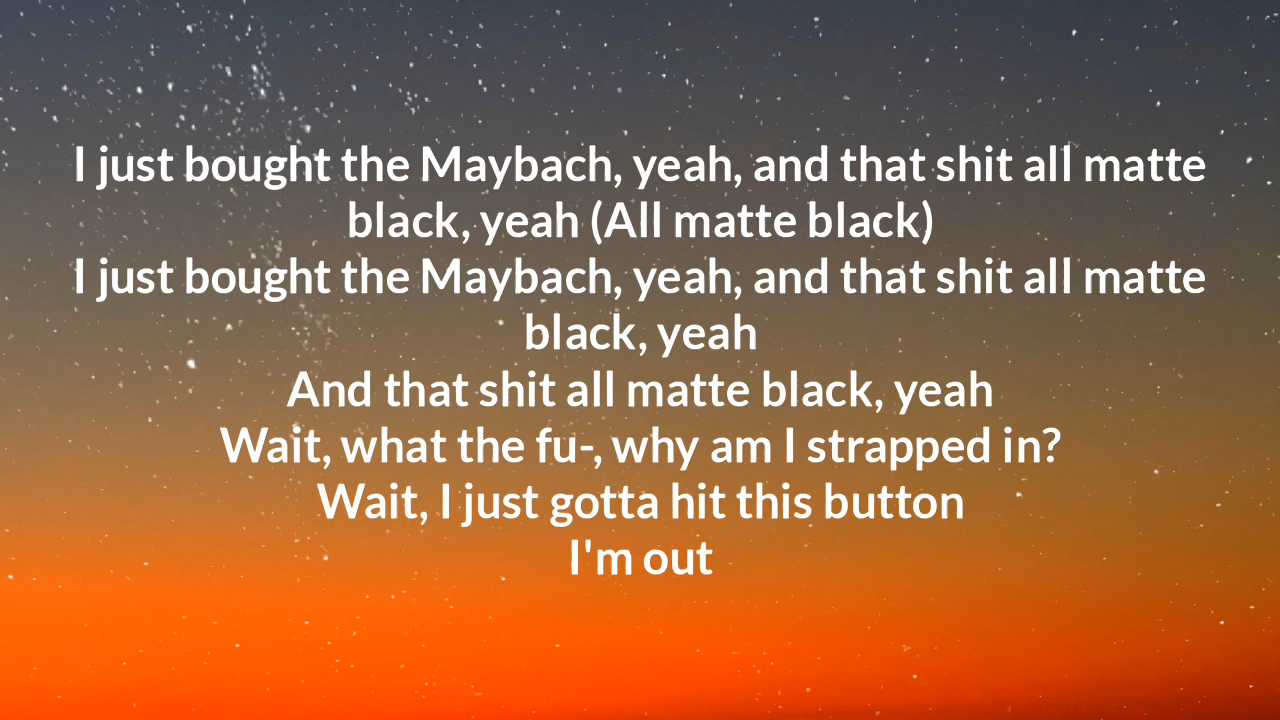 I just bought the Maybach, yeah, and that shit all matte
black, yeah (All matte black)
I just bought the Maybach, yeah, and that shit all matte
black, yeah
And that shit all matte black, yeah
Wait, what the fu-, why am I strapped in?
Wait, I just gotta hit this button
I'm out